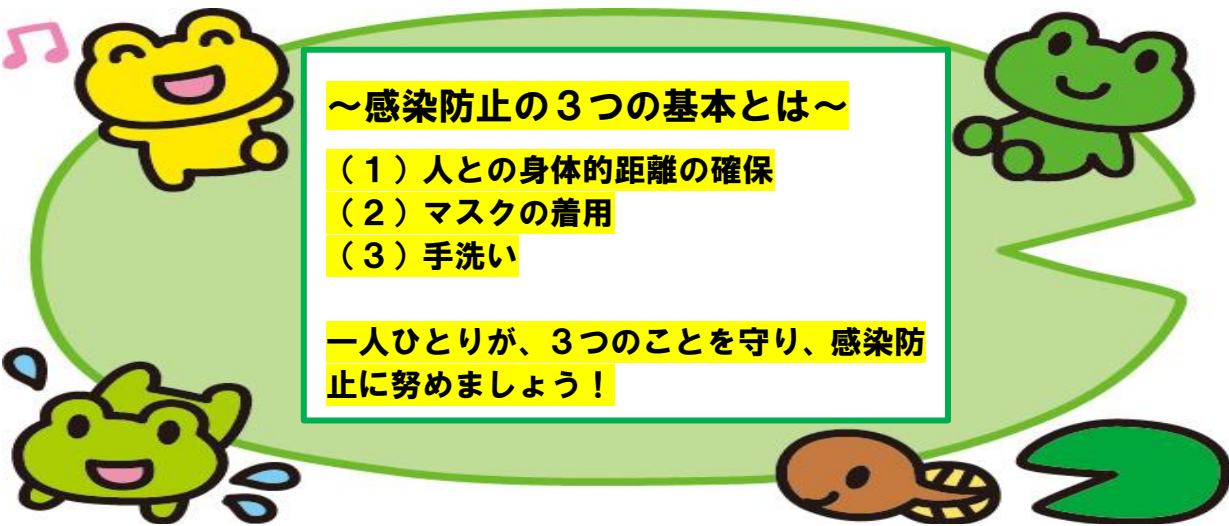 ～感染防止の３つの基本とは～
（１）人との身体的距離の確保
（２）マスクの着用
（３）手洗い
一人ひとりが、３つのことを守り、感染防
止に努めましょう！